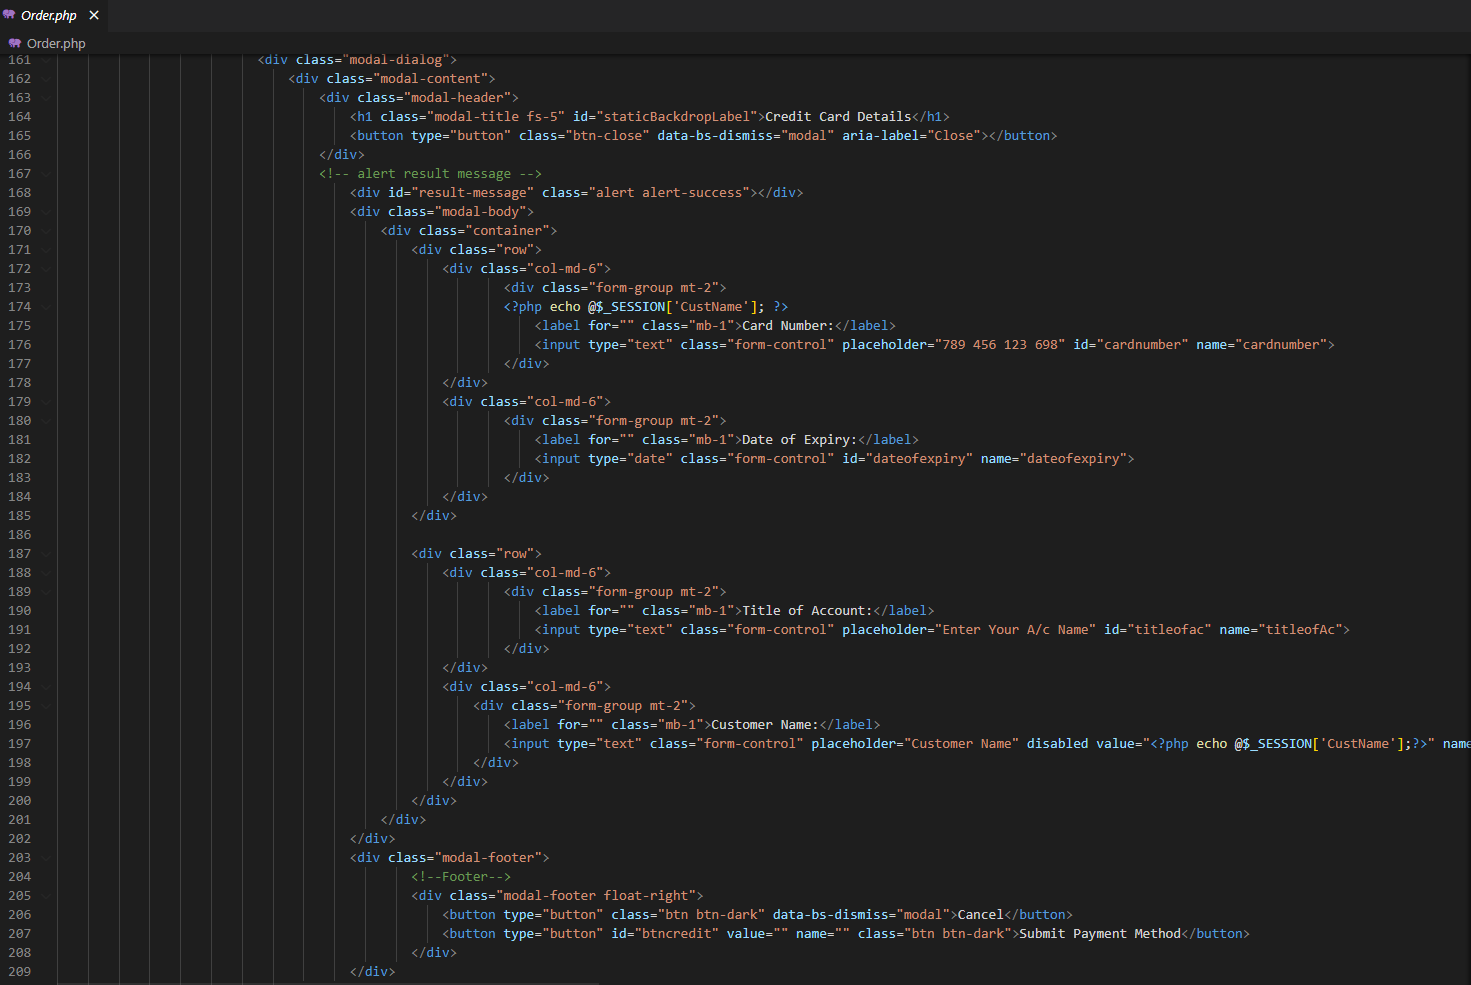 Order.php
Order.php
161 <div class="modal-dialog">
162 <div class="modal-content">
163 <div class="modal-header">
164 <h1 class="modal-title fs-5" id="staticBackdropLabel">Credit Card Details</h1>
165 <button type="button" class="btn-close" data-bs-dismiss="modal" aria-label="Close"></button>
166 </div>
167 <!-- alert result message -->
168 <div id="result-message" class="alert alert-success"></div>
169 <div class="modal-body">
170 <div class="container">
171 <div class="row">
172 <div class="col-md-6">
173 <div class="form-group mt-2">
174 <?php echo @$_SESSION['CustName']; ?>
175 <label for="" class="mb-1">Card Number:</label>
176 <input type="text" class="form-control" placeholder="789 456 123 698" id="cardnumber" name="cardnumber">
177 </div>
178 </div>
179 <div class="col-md-6">
180 <div class="form-group mt-2">
181 <label for="" class="mb-1">Date of Expiry:</label>
182 <input type="date" class="form-control" id="dateofexpiry" name="dateofexpiry">
183 </div>
184 </div>
185 </div>
186
187 <div class="row">
188 <div class="col-md-6">
189 <div class="form-group mt-2">
190 <label for="" class="mb-1">Title of Account:</label>
191 <input type="text" class="form-control" placeholder="Enter Your A/c Name" id="titleofac" name="titleofAc">
192 </div>
193 </div>
194 <div class="col-md-6">
195 <div class="form-group mt-2">
196 <label for="" class="mb-1">Customer Name:</label>
197 <input type="text" class="form-control" placeholder="Customer Name" disabled value="<?php echo @$_SESSION['CustName'];?>" name
198 </div>
199 </div>
200 </div>
201 </div>
202 </div>
203 <div class="modal-footer">
204 <!--Footer-->
205 <div class="modal-footer float-right">
206 <button type="button" class="btn btn-dark" data-bs-dismiss="modal">Cancel</button>
207 <button type="button" id="btncredit" value="" name="" class="btn btn-dark">Submit Payment Method</button>
208 </div>
209 </div>